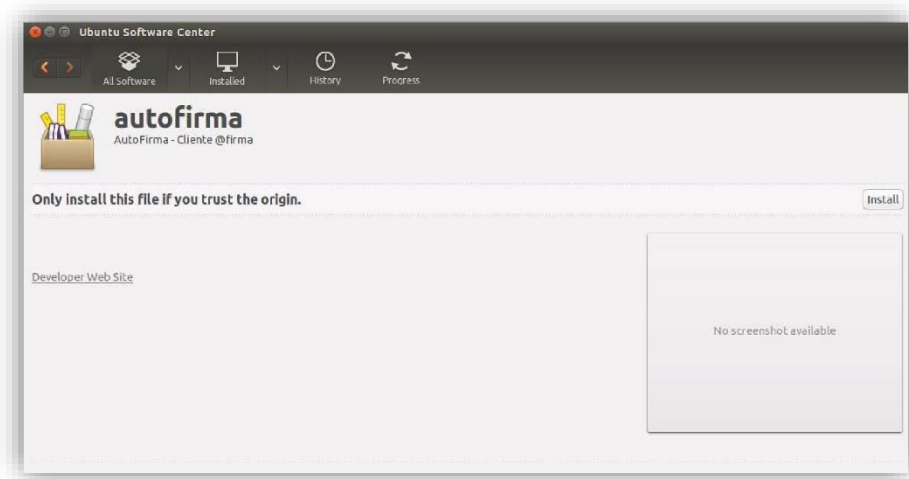 Ubuntu Software Center
All Software
Installed
History
Progress
autofirma
AutoFirma - Cliente @firma
Only install this file if you trust the origin.
Install
Developer Web Site
No screenshot available